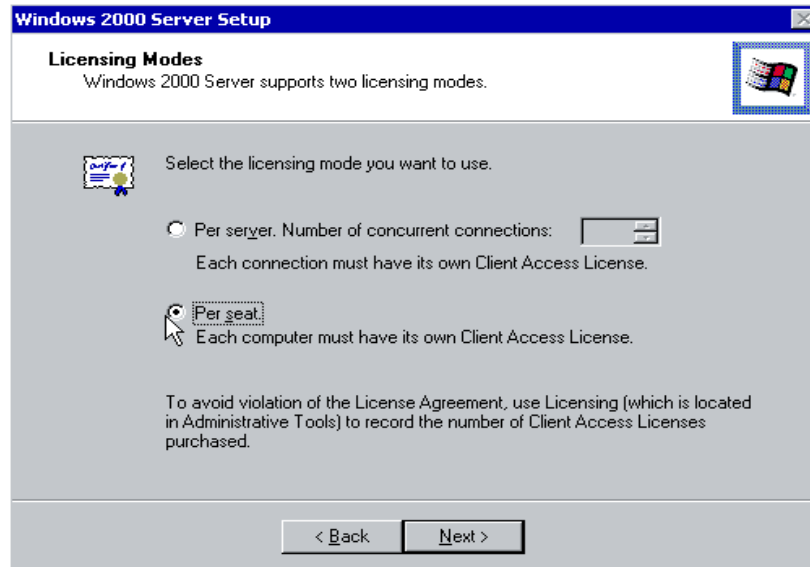 Windows 2000 Server Setup
Licensing Modes
Windows 2000 Server supports two licensing modes.
Select the licensing mode you want to use.
Per server. Number of concurrent connections:
Each connection must have its own Client Access License.
Per seat.
Each computer must have its own Client Access License.
To avoid violation of the License Agreement, use Licensing (which is located
in Administrative Tools) to record the number of Client Access Licenses
purchased.
< Back Next >